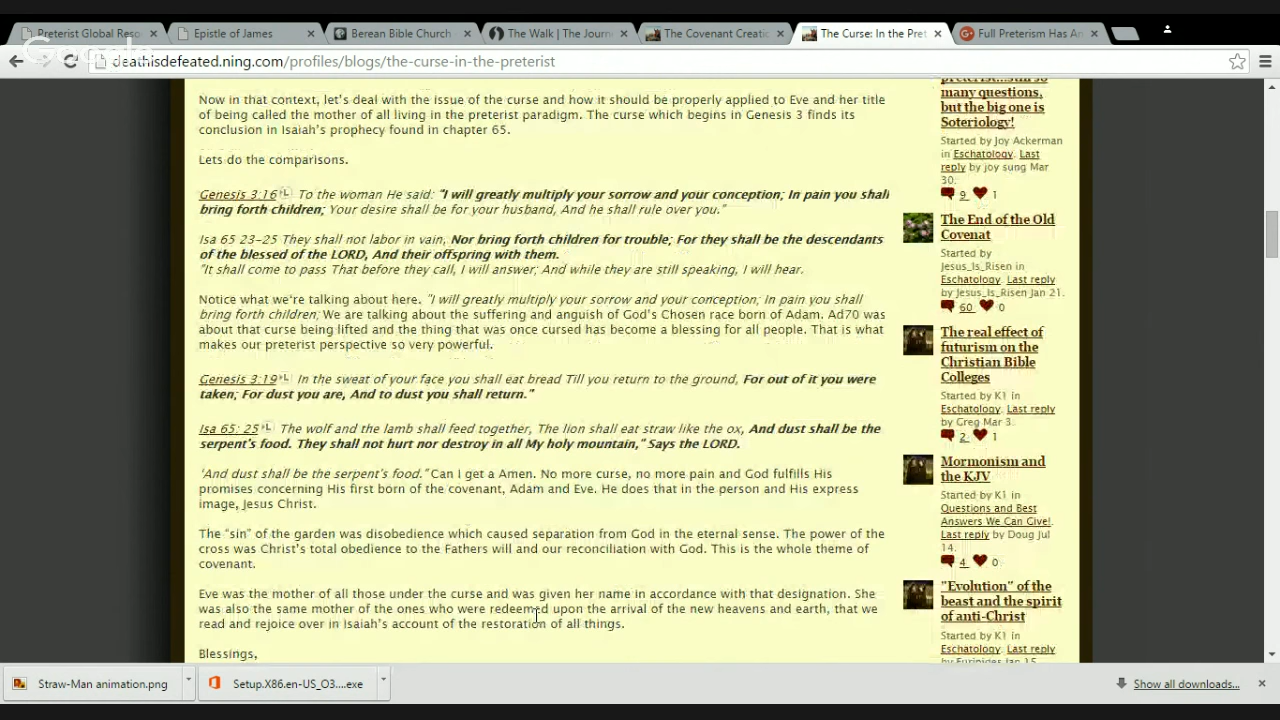 Preterist Global Reso
Epistle of James
Berean Bible Church
The Walk | The Journe
The Covenant Creatio
The Curse: In the Pret
Full Preterism Has An
deathisdefeated.ning.com/profiles/blogs/the-curse-in-the-preterist
Now in that context, let's deal with the issue of the curse and how it should be properly applied to Eve and her title
of being called the mother of all living in the preterist paradigm. The curse which begins in Genesis 3 finds its
conclusion in Isaiah's prophecy found in chapter 65.
Lets do the comparisons.
Genesis 3:16 To the woman He said: "I will greatly multiply your sorrow and your conception; In pain you shall
bring forth children; Your desire shall be for your husband, And he shall rule over you."
Isa 65 23-25 They shall not labor in vain, Nor bring forth children for trouble; For they shall be the descendants
of the blessed of the LORD, And their offspring with them.
"It shall come to pass That before they call, I will answer; And while they are still speaking, I will hear.
Notice what we're talking about here. "I will greatly multiply your sorrow and your conception; In pain you shall
bring forth children; We are talking about the suffering and anguish of God's Chosen race born of Adam. Ad70 was
about that curse being lifted and the thing that was once cursed has become a blessing for all people. That is what
makes our preterist perspective so very powerful.
Genesis 3:19 In the sweat of your face you shall eat bread Till you return to the ground, For out of it you were
taken; For dust you are, And to dust you shall return."
Isa 65: 25 The wolf and the lamb shall feed together, The lion shall eat straw like the ox, And dust shall be the
serpent's food. They shall not hurt nor destroy in all My holy mountain," Says the LORD.
"And dust shall be the serpent's food." Can I get a Amen. No more curse, no more pain and God fulfills His
promises concerning His first born of the covenant, Adam and Eve. He does that in the person and His express
image, Jesus Christ.
The "sin" of the garden was disobedience which caused separation from God in the eternal sense. The power of the
cross was Christ's total obedience to the Fathers will and our reconciliation with God. This is the whole theme of
covenant.
Eve was the mother of all those under the curse and was given her name in accordance with that designation. She
was also the same mother of the ones who were redeemed upon the arrival of the new heavens and earth, that we
read and rejoice over in Isaiah's account of the restoration of all things.
Blessings,
preterist...still so
many questions,
but the big one is
Soteriology!
Started by Joy Ackerman
in Eschatology. Last
reply by joy sung Mar
30.
9 1
The End of the Old
Covenat
Started by
Jesus_Is_Risen in
Eschatology. Last reply
by Jesus_Is_Risen Jan 21.
60 0
The real effect of
futurism on the
Christian Bible
Colleges
Started by K1 in
Eschatology. Last reply
by Greg Mar 3.
2 1
Mormonism and
the KJV
Started by K1 in
Questions and Best
Answers We Can Give!.
Last reply by Doug Jul
14.
4 0
"Evolution" of the
beast and the spirit
of anti-Christ
Started by K1 in
Eschatology. Last reply
by Euripides Jan 15.
Straw-Man animation.png
Setup.X86.en-US_O3....exe
Show all downloads...